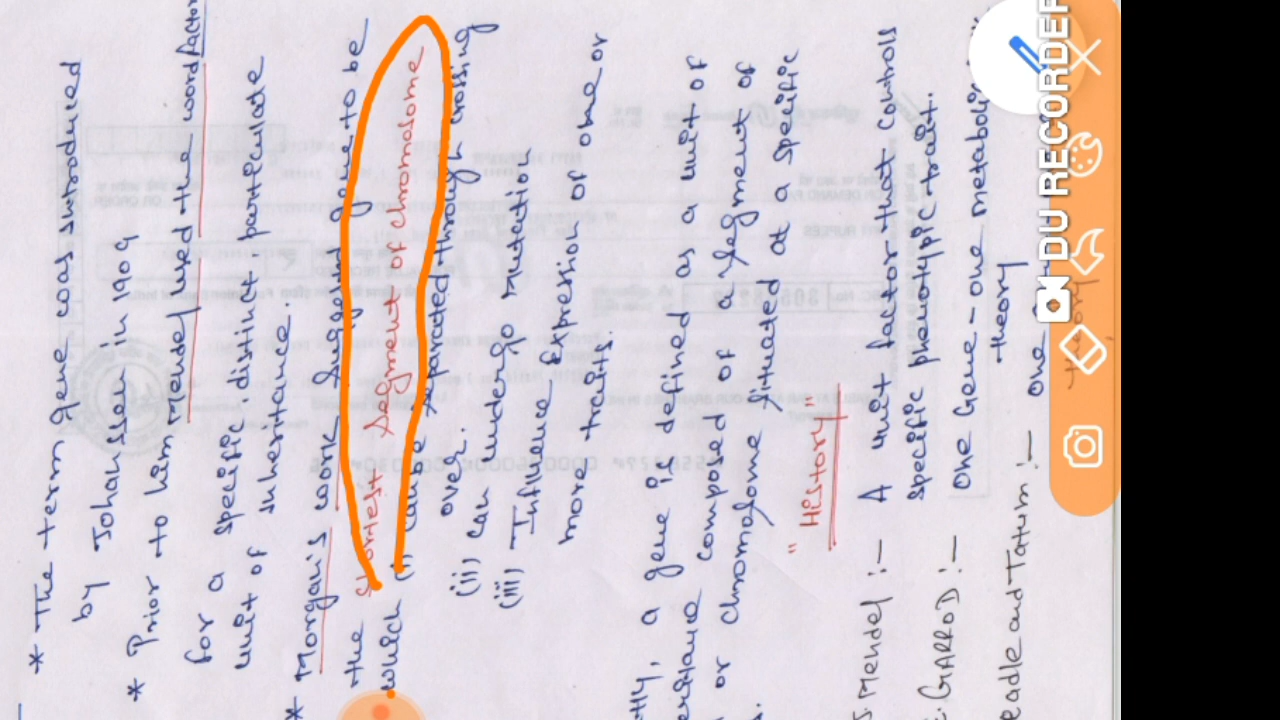 * The term gene was introduced
by Johahssen in 1909
* Prior to him Mendel used the word factor
for a specific, distinct, particulate
unit of inheritance.
* Morgan's work suggested gene to be
the shortest segment of chromosome
which (i) can be separated through crossing
over.
(ii) can undergo Mutation
(iii) Influence Expression of one or
more traits.
a gene is defined as a unit of
composed of a segment of
or chromosome situated at a specific
"HISTORY"
Mendel :- A unit factor that controls
specific phenotypic trait.
GARROD :- One Gene - one metabolic
theory
eadle and Tatum :- One
DU RECORDER